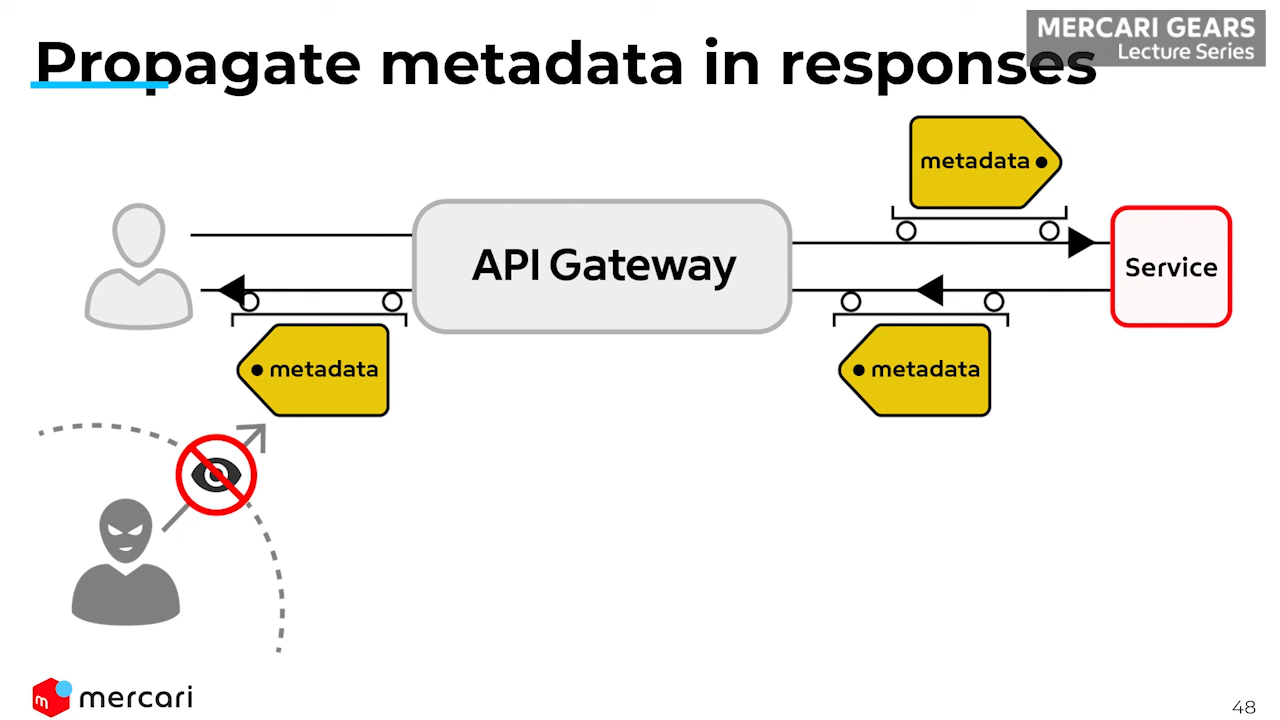 MERCARI GEARS
Lecture Series
Propagate metadata in responses
metadata
API Gateway
Service
metadata
metadata
m
mercari
48